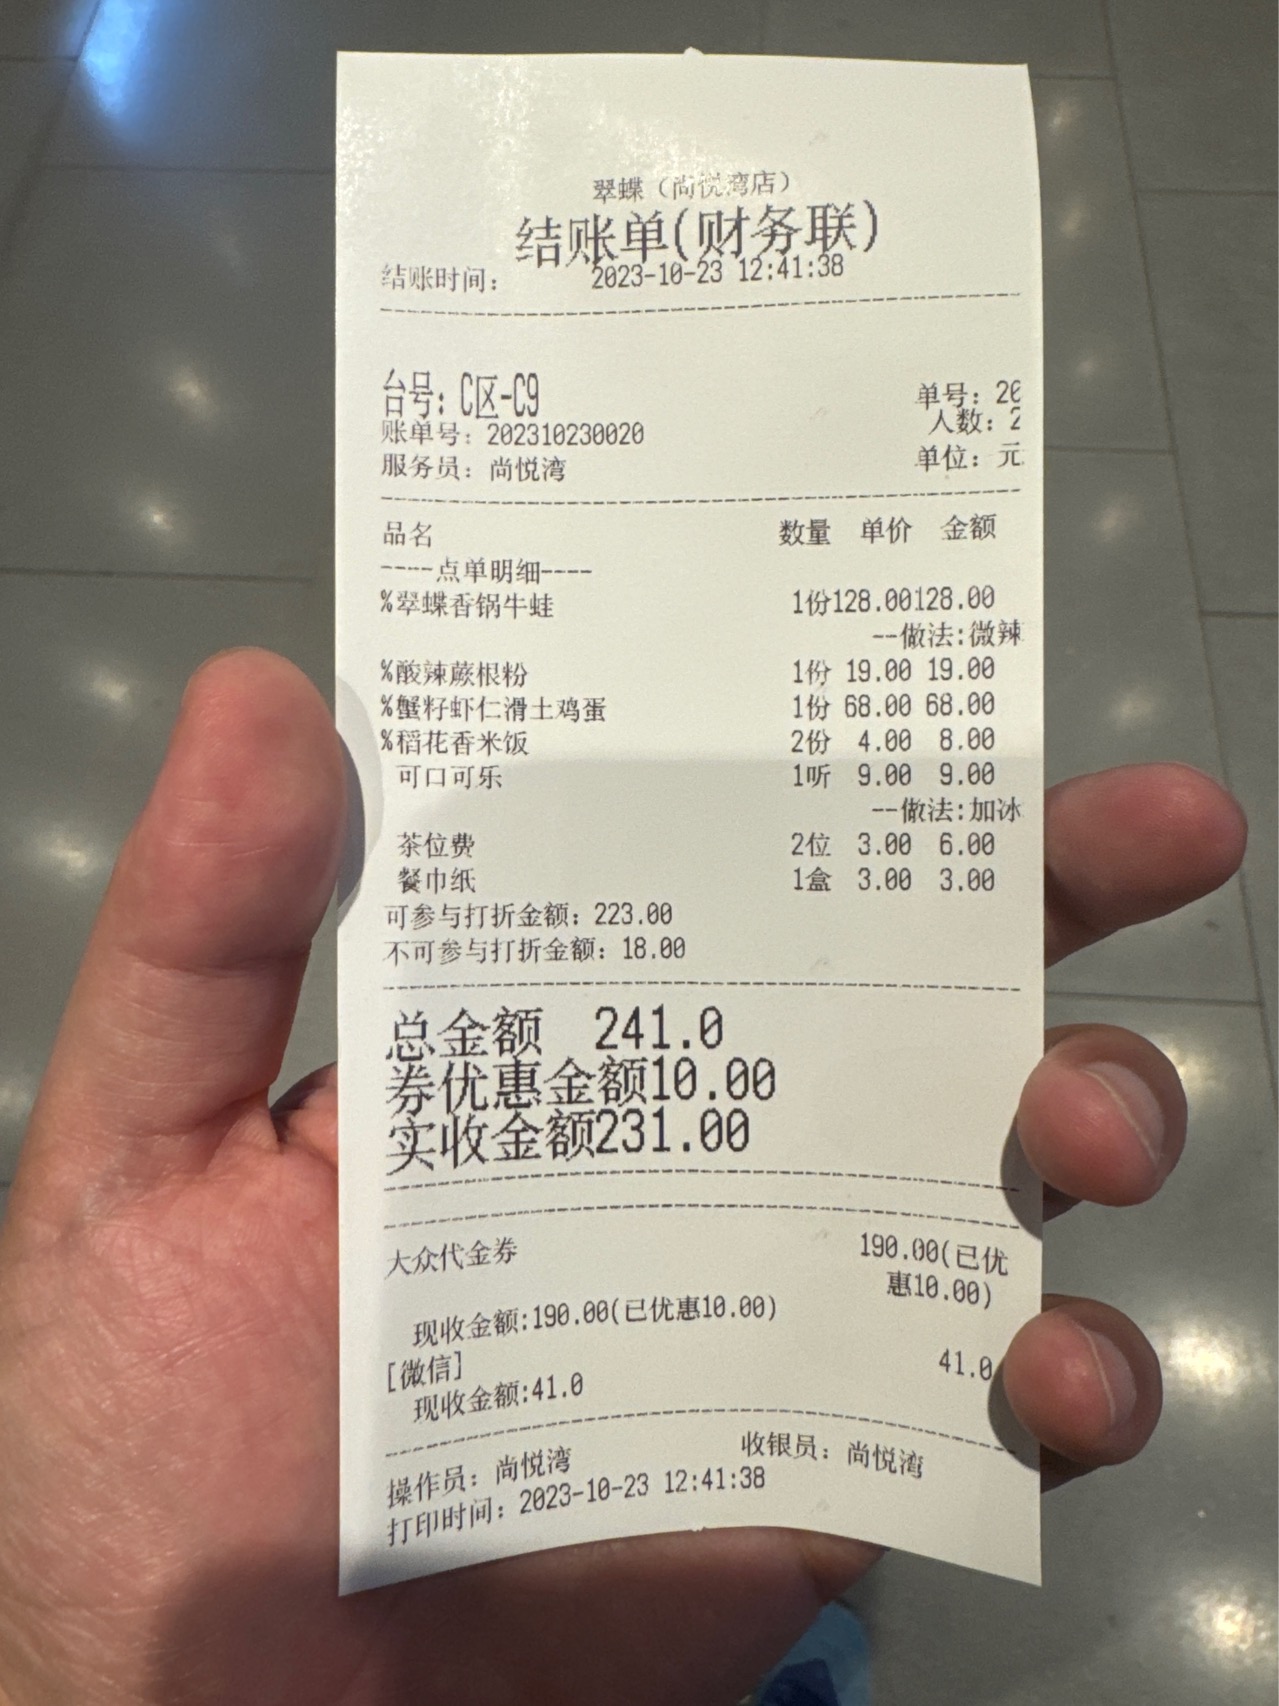 翠蝶（尚悦湾店）
结账单(财务联)
结账时间： 2023-10-23 12:41:38
台号：C区-C9
单号：20
账单号：202310230020
人数：2
服务员：尚悦湾
单位：元
品名 数量 单价 金额
----点单明细----
%翠蝶香锅牛蛙 1份128.00128.00
--做法:微辣
%酸辣蕨根粉 1份 19.00 19.00
%蟹籽虾仁滑土鸡蛋 1份 68.00 68.00
%稻花香米饭 2份 4.00 8.00
可口可乐 1听 9.00 9.00
--做法:加冰
茶位费 2位 3.00 6.00
餐巾纸 1盒 3.00 3.00
可参与打折金额：223.00
不可参与打折金额：18.00
总金额 241.0
券优惠金额10.00
实收金额231.00
大众代金券 190.00(已优
惠10.00)
现收金额:190.00(已优惠10.00)
[微信] 41.0
现收金额:41.0
操作员：尚悦湾 收银员：尚悦湾
打印时间：2023-10-23 12:41:38